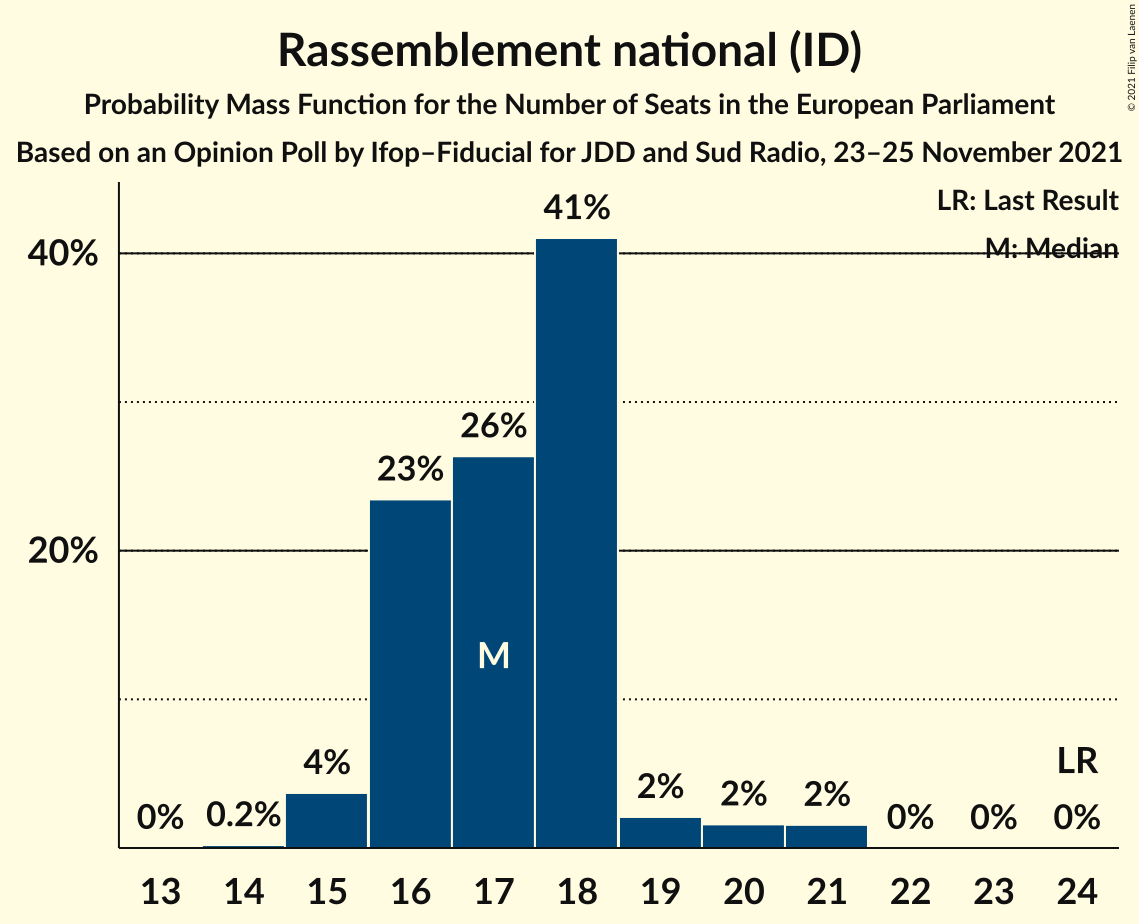 Rassemblement national (ID)
Probability Mass Function for the Number of Seats in the European Parliament
Based on an Opinion Poll by Ifop–Fiducial for JDD and Sud Radio, 23–25 November 2021
© 2021 Filip van Laenen
LR: Last Result
M: Median
40%
20%
0%
0.2%
4%
23%
26%
41%
2%
2%
2%
0%
0%
0%
LR
M
13 14 15 16 17 18 19 20 21 22 23 24